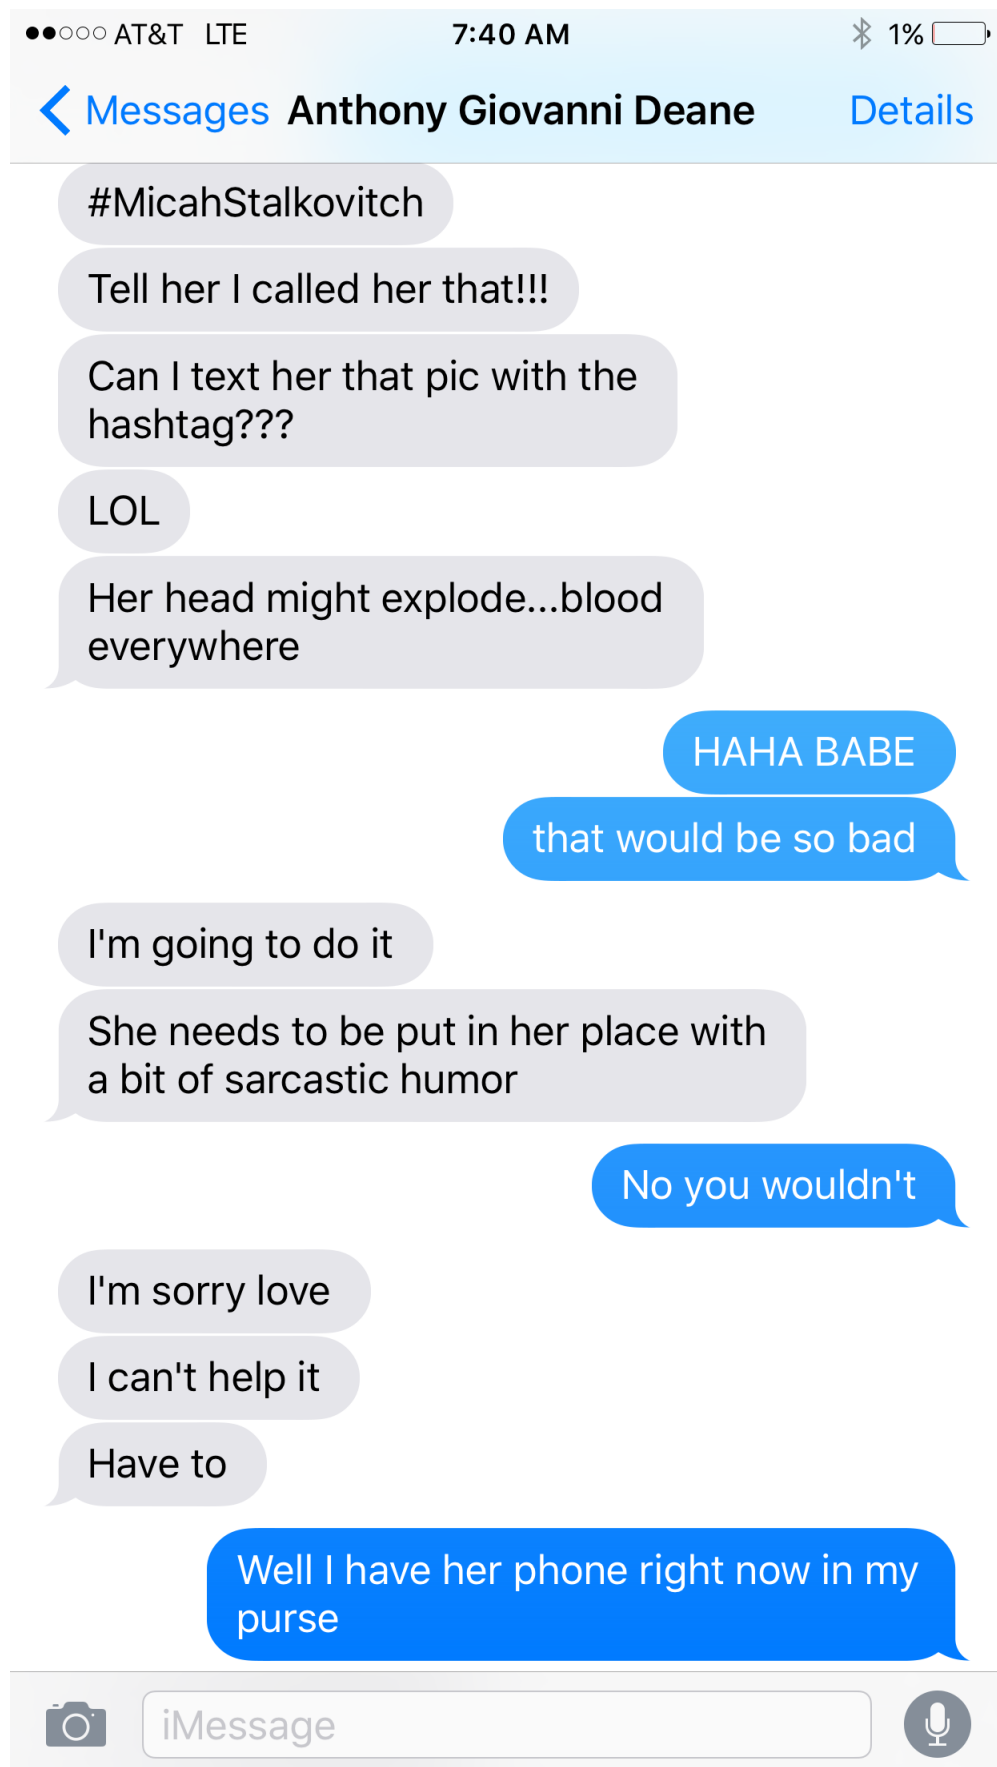 AT&T LTE 7:40 AM 1%
Messages Anthony Giovanni Deane Details
#MicahStalkovitch
Tell her I called her that!!!
Can I text her that pic with the
hashtag???
LOL
Her head might explode...blood
everywhere
HAHA BABE
that would be so bad
I'm going to do it
She needs to be put in her place with
a bit of sarcastic humor
No you wouldn't
I'm sorry love
I can't help it
Have to
Well I have her phone right now in my
purse
iMessage